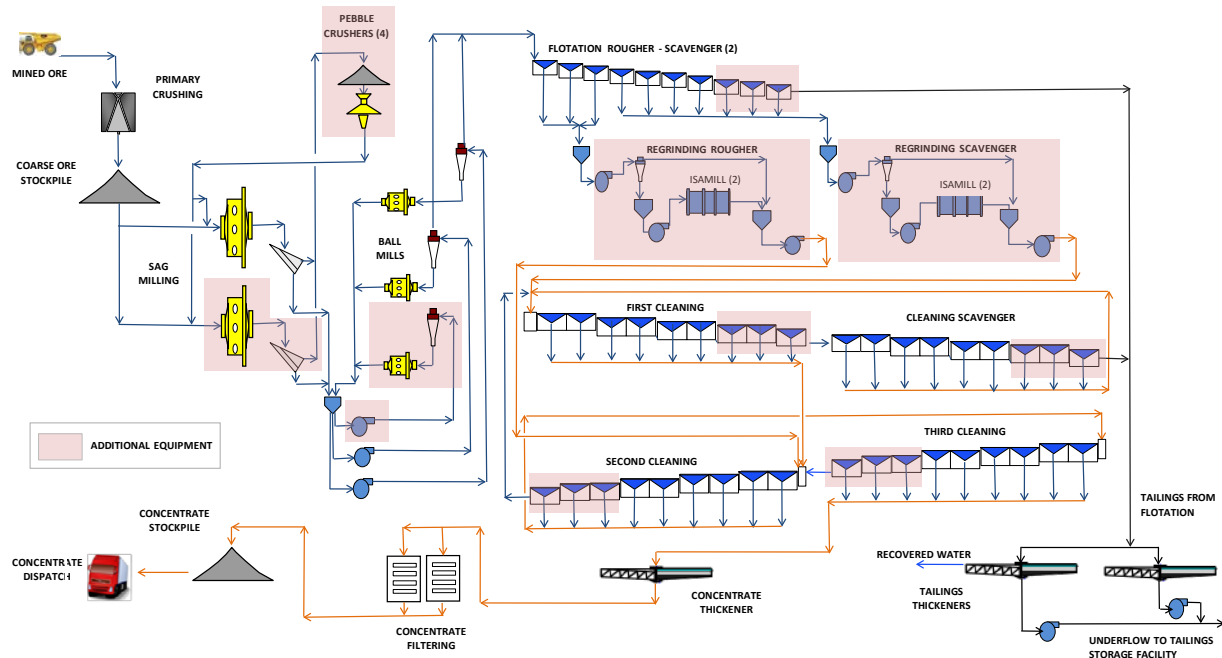 PEBBLE
CRUSHERS (4)
FLOTATION ROUGHER - SCAVENGER (2)
MINED ORE
PRIMARY
CRUSHING
COARSE ORE
STOCKPILE
REGRINDING ROUGHER
ISAMILL (2)
REGRINDING SCAVENGER
ISAMILL (2)
BALL
MILLS
SAG
MILLING
FIRST CLEANING
CLEANING SCAVENGER
ADDITIONAL EQUIPMENT
THIRD CLEANING
SECOND CLEANING
TAILINGS FROM
FLOTATION
CONCENTRATE
STOCKPILE
CONCENTRATE
DISPATCH
RECOVERED WATER
TAILINGS
THICKENERS
CONCENTRATE
THICKENER
CONCENTRATE
FILTERING
UNDERFLOW TO TAILINGS
STORAGE FACILITY